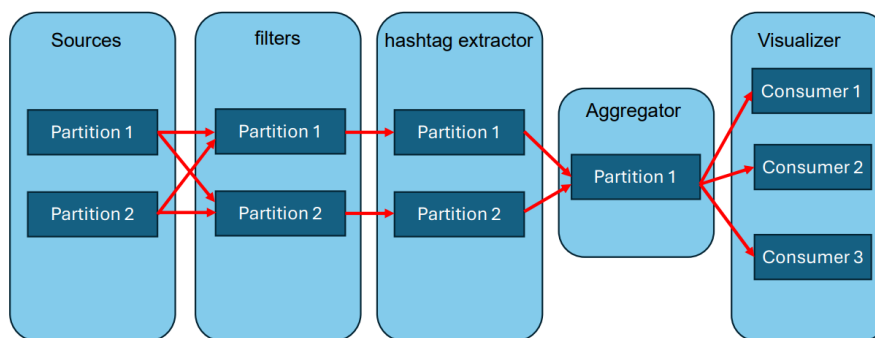 Sources
Partition 1
Partition 2
filters
Partition 1
Partition 2
hashtag extractor
Partition 1
Partition 2
Aggregator
Partition 1
Visualizer
Consumer 1
Consumer 2
Consumer 3